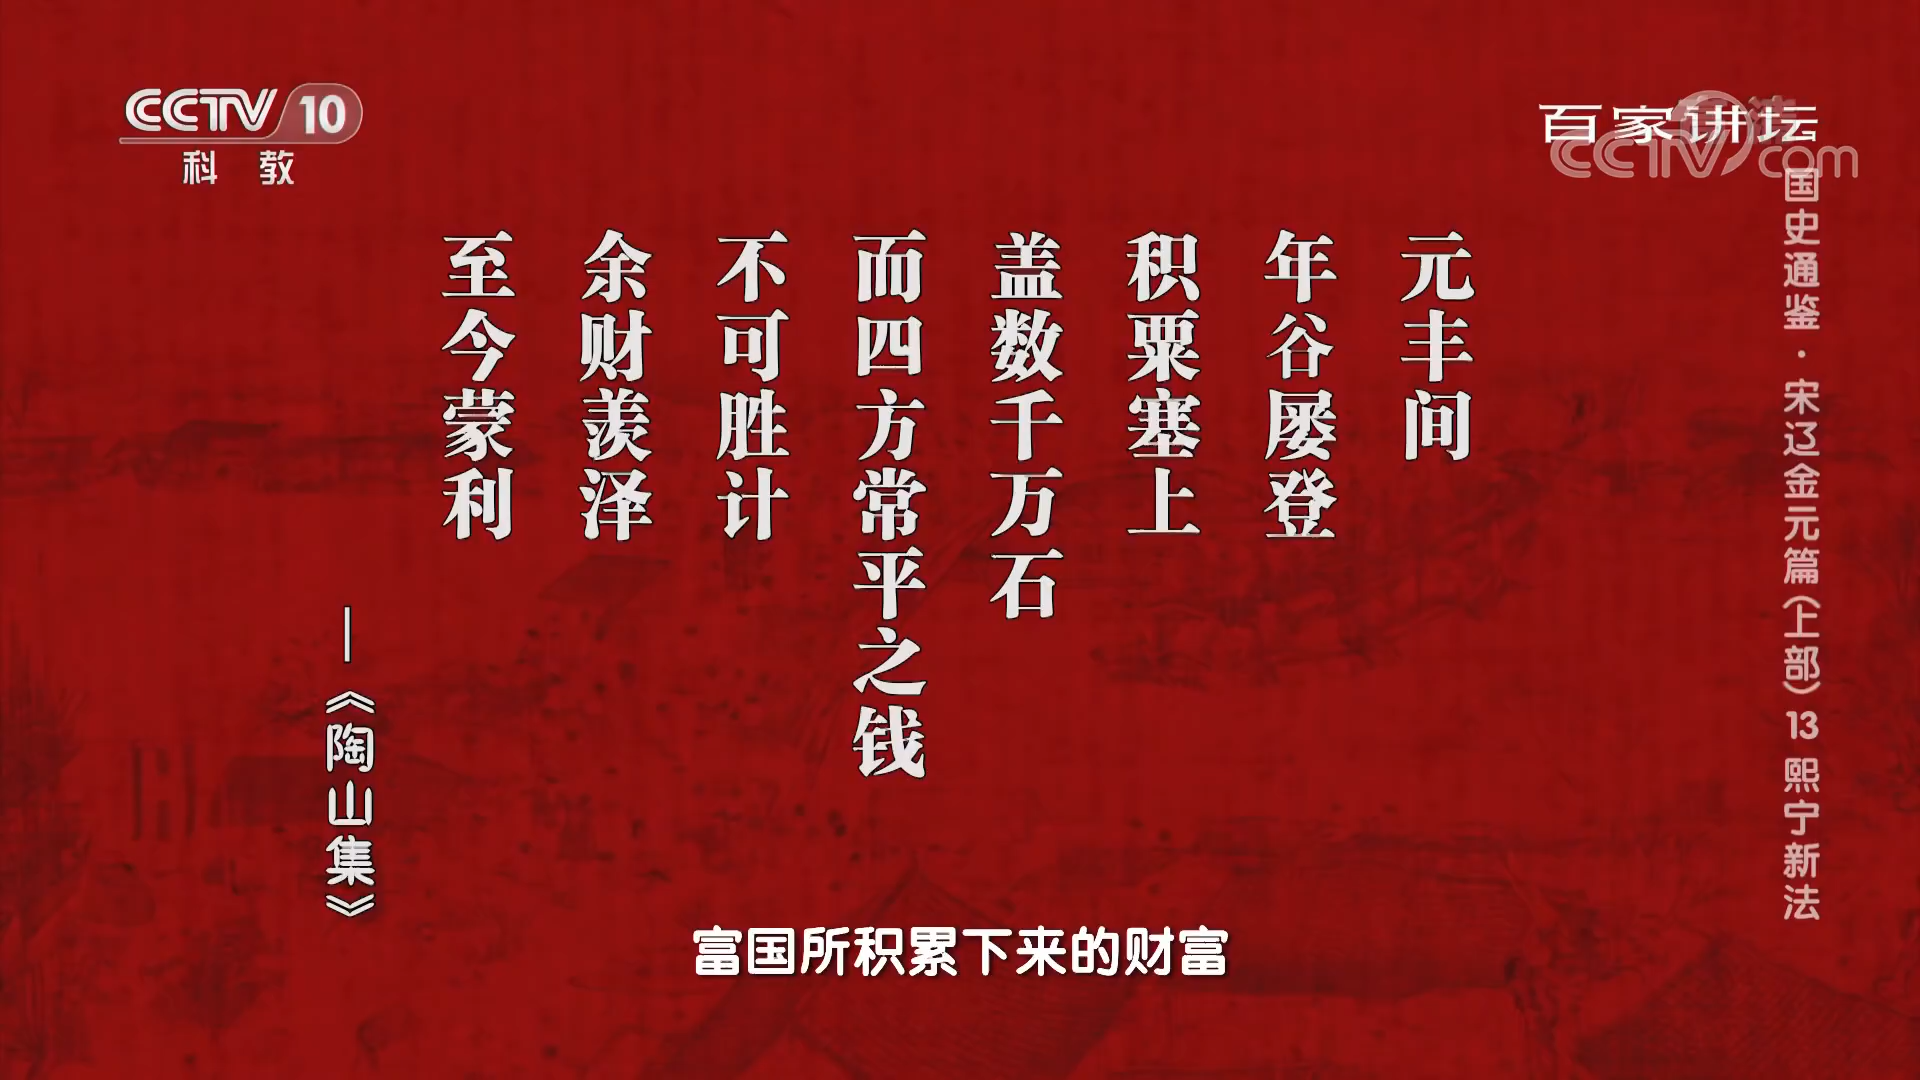 CCTV 10
科 教
百家讲坛
CCTV.com
国史通鉴·宋辽金元篇(上部) 13 熙宁新法
元丰间
年谷屡登
积粟塞上
盖数千万石
而四方常平之钱
不可胜计
余财羡泽
至今蒙利
—《陶山集》
富国所积累下来的财富